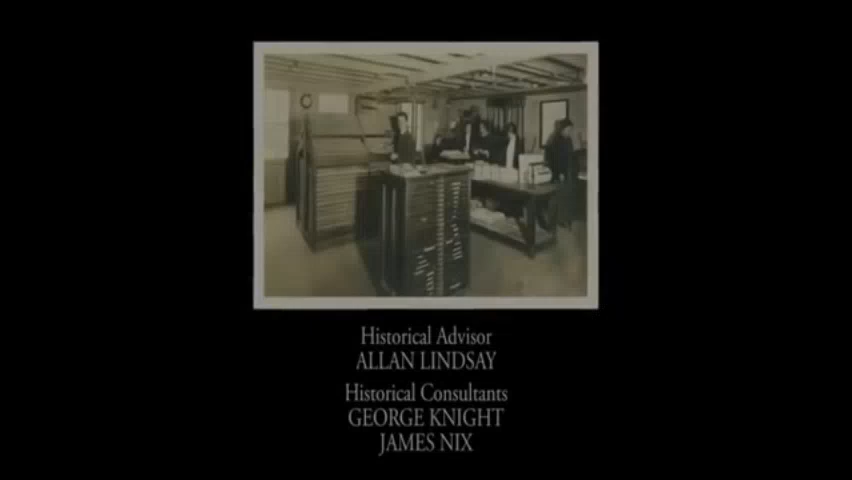 Historical Advisor
ALLAN LINDSAY
Historical Consultants
GEORGE KNIGHT
JAMES NIX